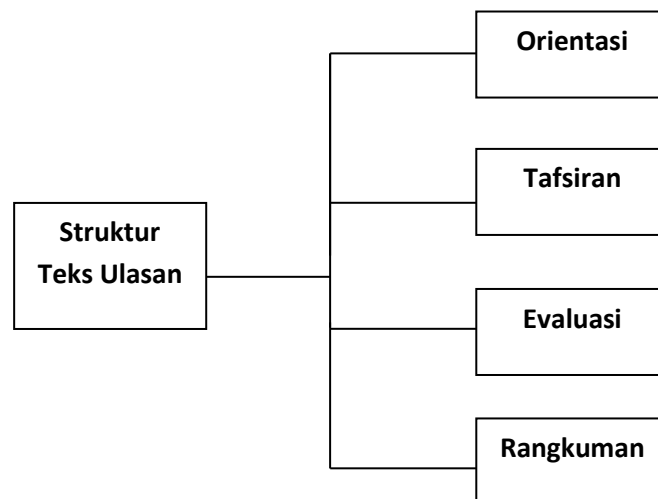 Orientasi
Tafsiran
Struktur
Teks Ulasan
Evaluasi
Rangkuman